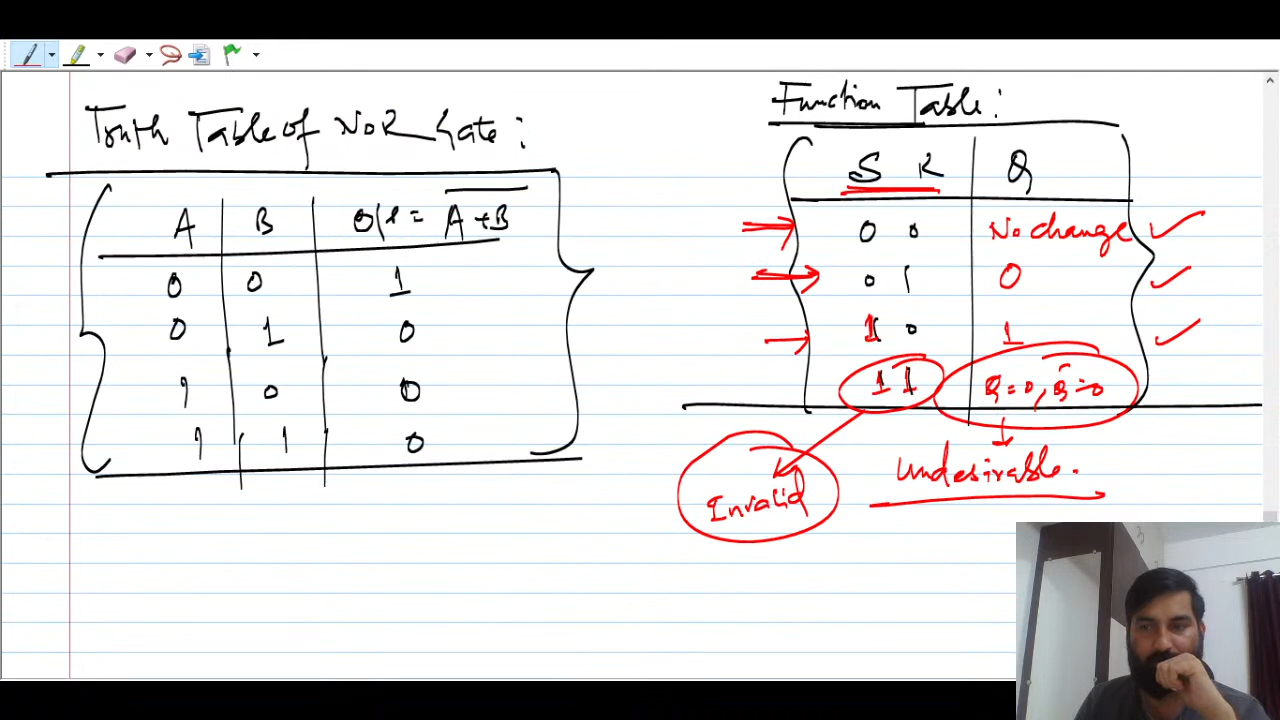 Truth Table of NOR Gate:
A B O/P = A+B
0 0 1
0 1 0
1 0 0
1 1 0
Function Table:
S R Q
0 0 No change ✓
0 1 0 ✓
1 0 1 ✓
1 1 Q=0, Q̄=0
Invalid
Undesirable.